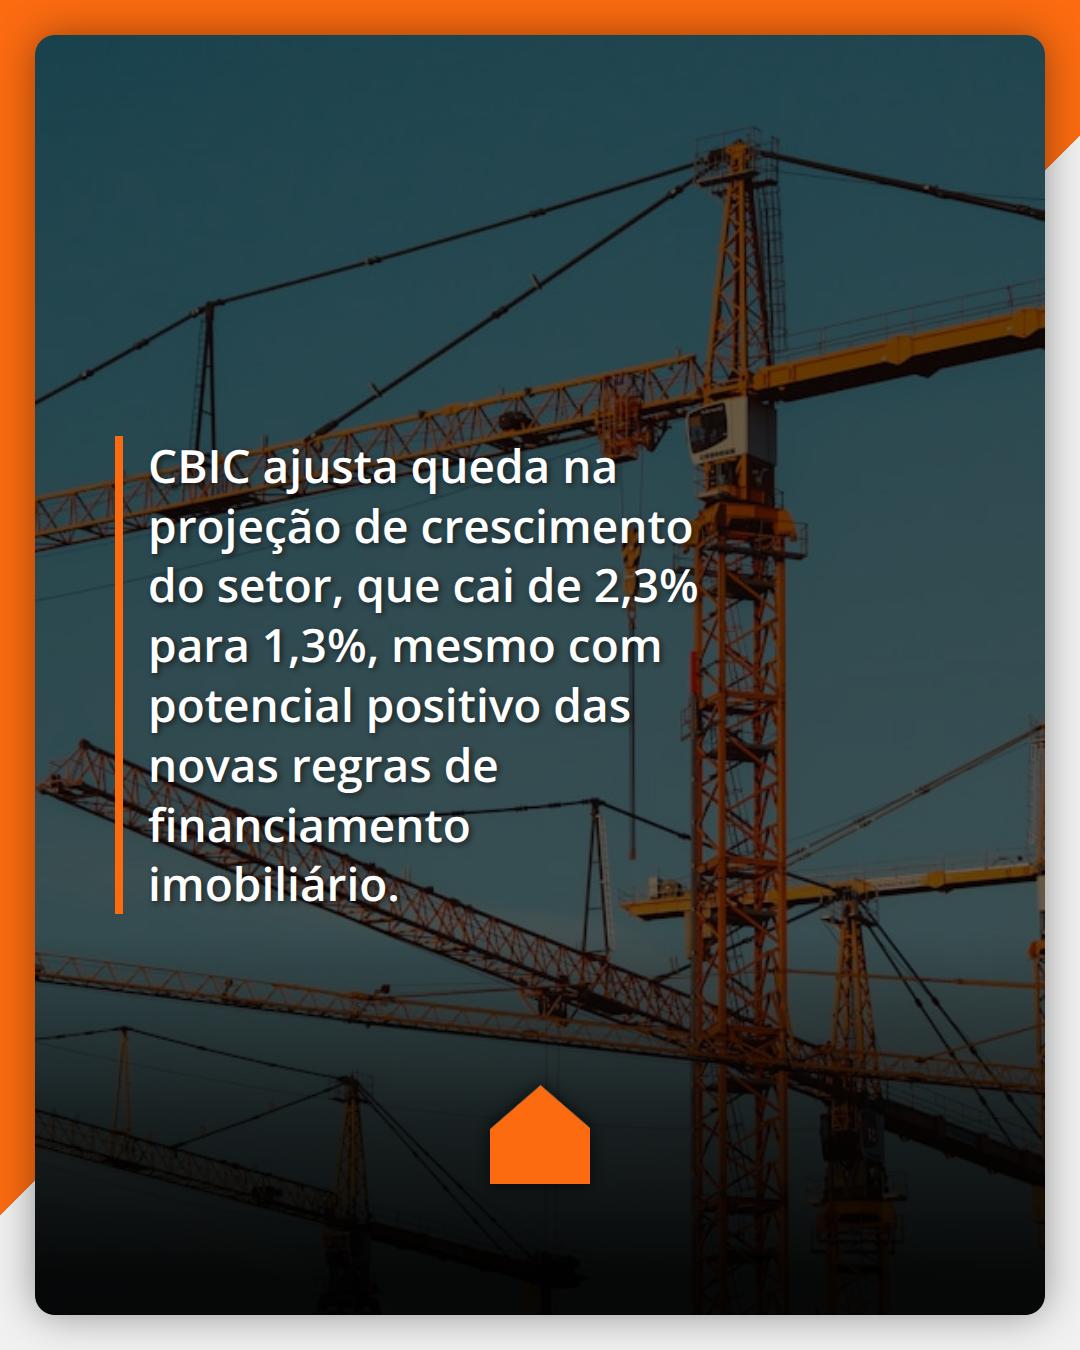 CBIC ajusta queda na
projeção de crescimento
do setor, que cai de 2,3%
para 1,3%, mesmo com
potencial positivo das
novas regras de
financiamento
imobiliário.